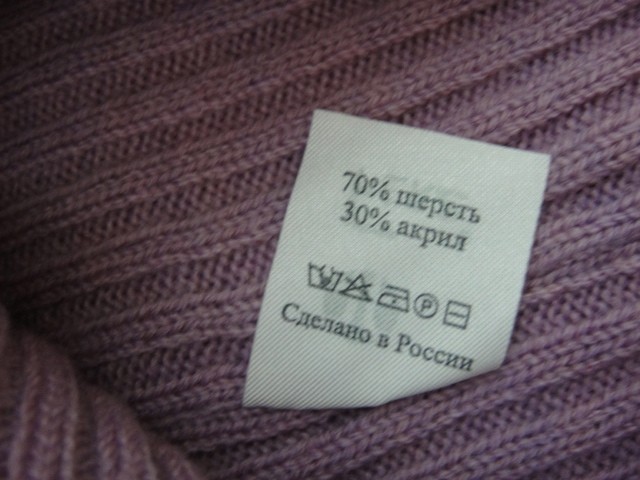 70% шерсть
30% акрил
P
Сделано в России